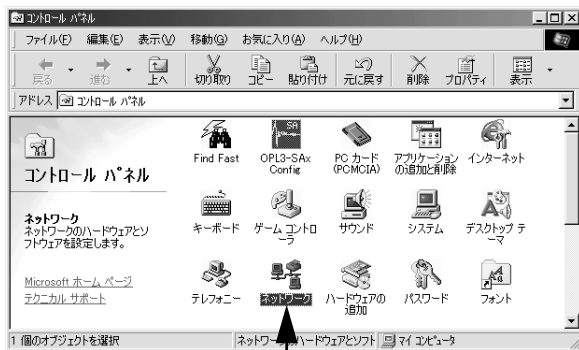 コントロール パネル
ファイル(F) 編集(E) 表示(V) 移動(G) お気に入り(A) ヘルプ(H)
戻る 進む 上へ 切り取り コピー 貼り付け 元に戻す 削除 プロパティ 表示
アドレス コントロール パネル
コントロール パネル
ネットワーク
ネットワークのハードウェアとソ
フトウェアを設定します。
Microsoft ホーム ページ
テクニカル サポート
Find Fast
OPL3-SAx
Config
PC カード
(PCMCIA)
アプリケーション
の追加と削除
インターネット
キーボード
ゲーム コントロ
ーラ
サウンド
システム
デスクトップ テ
ーマ
テレフォニー
ネットワーク
ハードウェアの
追加
パスワード
フォント
1 個のオブジェクトを選択
ネットワークのハードウェアとソフト
マイ コンピュータ